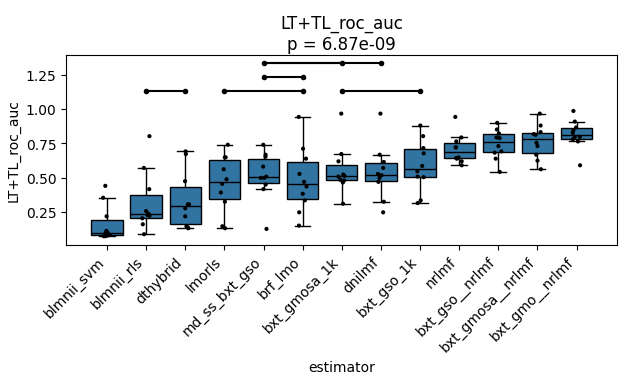 LT+TL_roc_auc
p = 6.87e-09
LT+TL_roc_auc
1.25
1.00
0.75
0.50
0.25
blmnii_svm
blmnii_rls
dthybrid
lmorls
md_ss_bxt_gso
brf_lmo
bxt_gmosa_1k
dnilmf
bxt_gso_1k
nrlmf
bxt_gso__nrlmf
bxt_gmosa__nrlmf
bxt_gmo__nrlmf
estimator